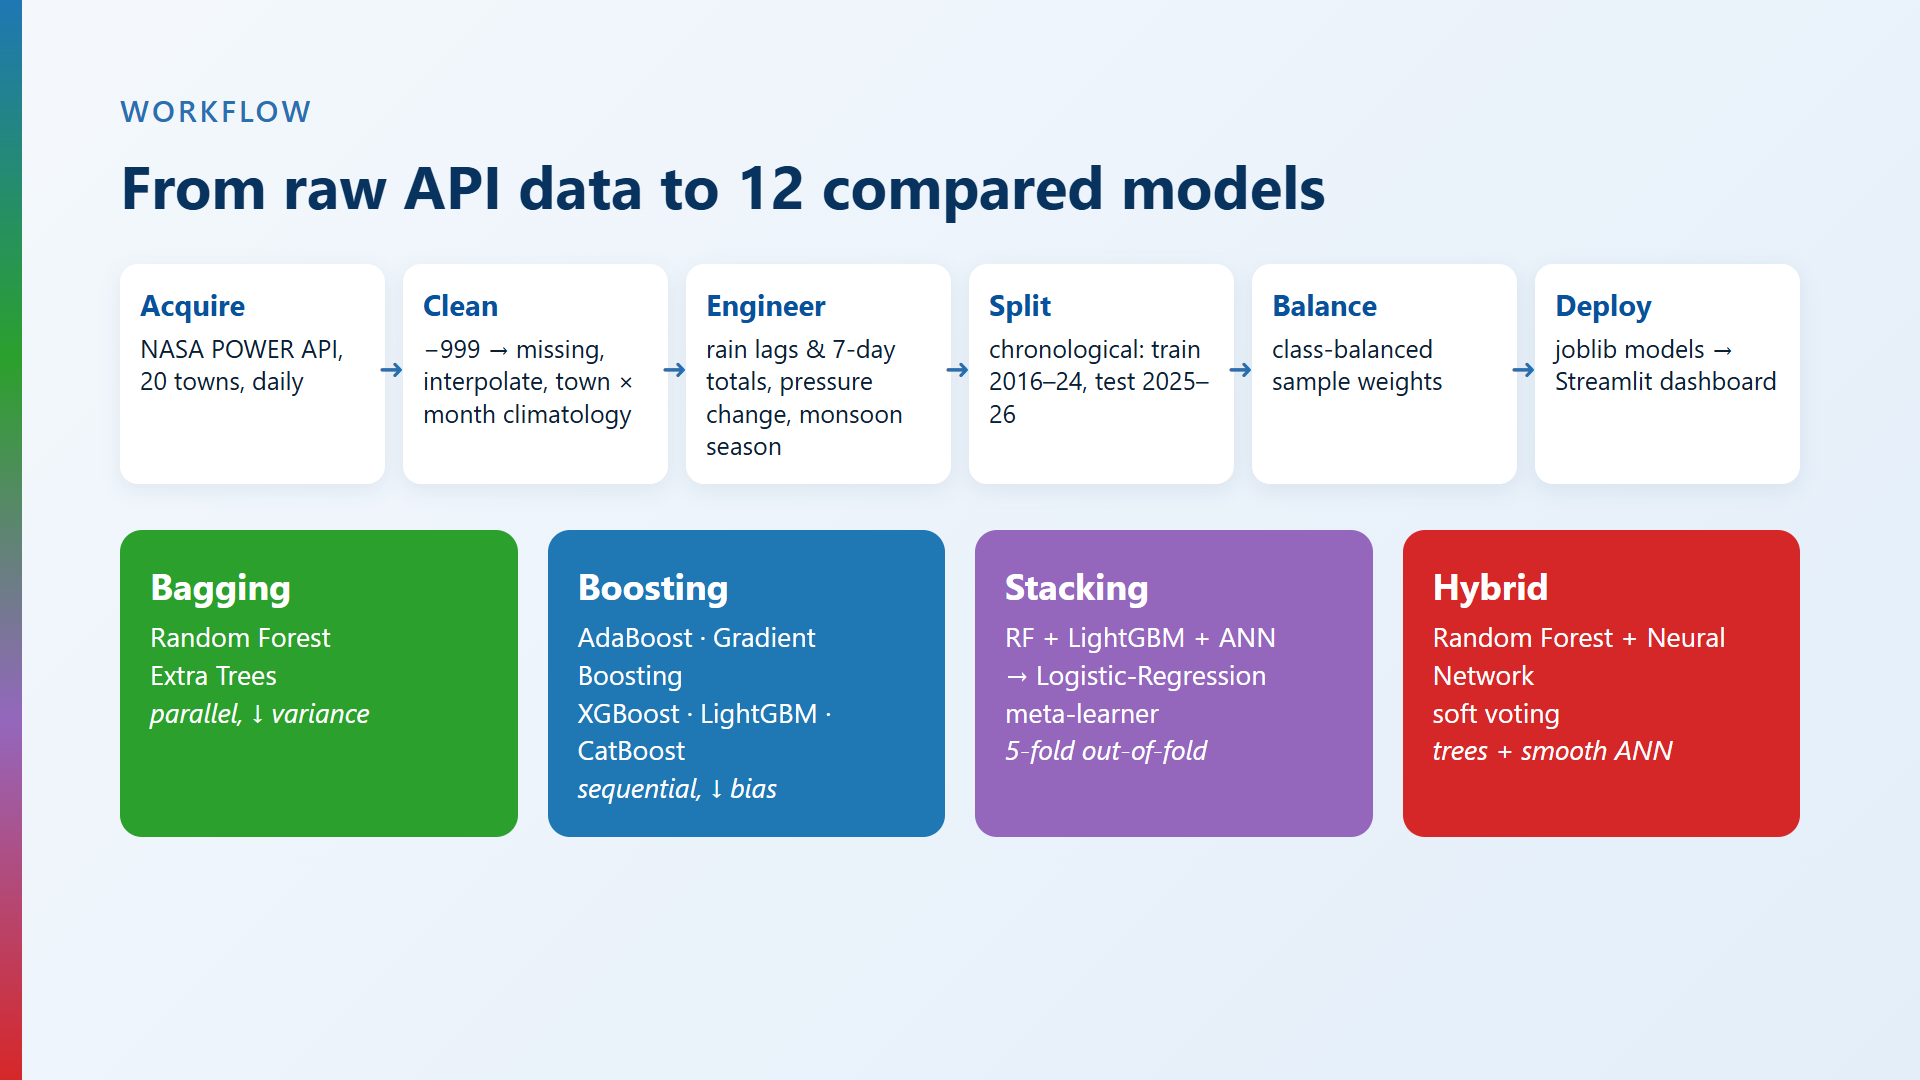 WORKFLOW
From raw API data to 12 compared models
Acquire
NASA POWER API,
20 towns, daily
➜
Clean
−999 → missing,
interpolate, town ×
month climatology
➜
Engineer
rain lags & 7-day
totals, pressure
change, monsoon
season
➜
Split
chronological: train
2016–24, test 2025–
26
➜
Balance
class-balanced
sample weights
➜
Deploy
joblib models →
Streamlit dashboard
Bagging
Random Forest
Extra Trees
parallel, ↓ variance
Boosting
AdaBoost · Gradient
Boosting
XGBoost · LightGBM ·
CatBoost
sequential, ↓ bias
Stacking
RF + LightGBM + ANN
→ Logistic-Regression
meta-learner
5-fold out-of-fold
Hybrid
Random Forest + Neural
Network
soft voting
trees + smooth ANN